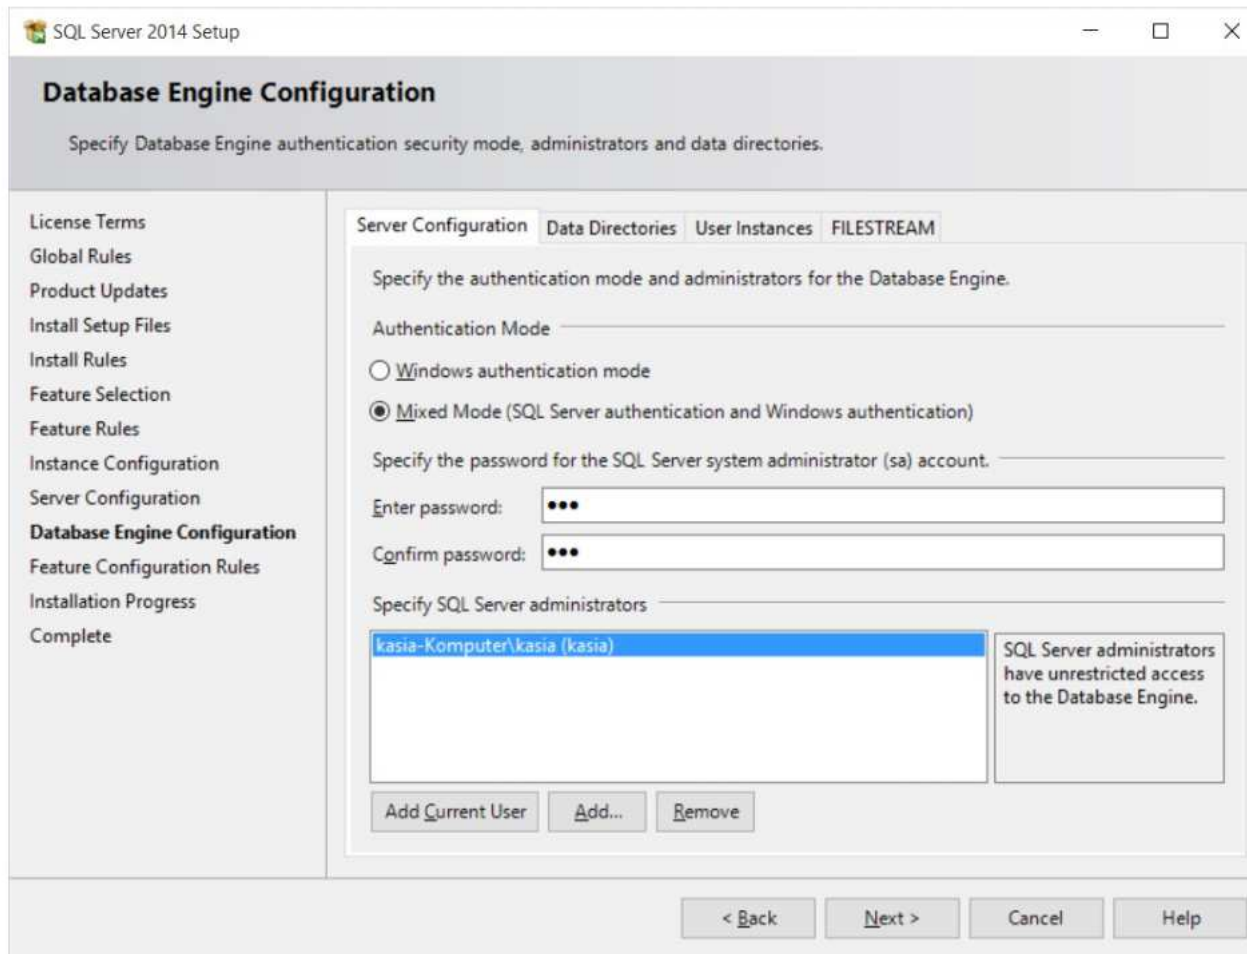 SQL Server 2014 Setup
Database Engine Configuration
Specify Database Engine authentication security mode, administrators and data directories.
License Terms
Global Rules
Product Updates
Install Setup Files
Install Rules
Feature Selection
Feature Rules
Instance Configuration
Server Configuration
Database Engine Configuration
Feature Configuration Rules
Installation Progress
Complete
Server Configuration Data Directories User Instances FILESTREAM
Specify the authentication mode and administrators for the Database Engine.
Authentication Mode
Windows authentication mode
Mixed Mode (SQL Server authentication and Windows authentication)
Specify the password for the SQL Server system administrator (sa) account.
Enter password: •••
Confirm password: •••
Specify SQL Server administrators
kasia-Komputer\kasia (kasia)
SQL Server administrators
have unrestricted access
to the Database Engine.
Add Current User Add... Remove
< Back Next > Cancel Help